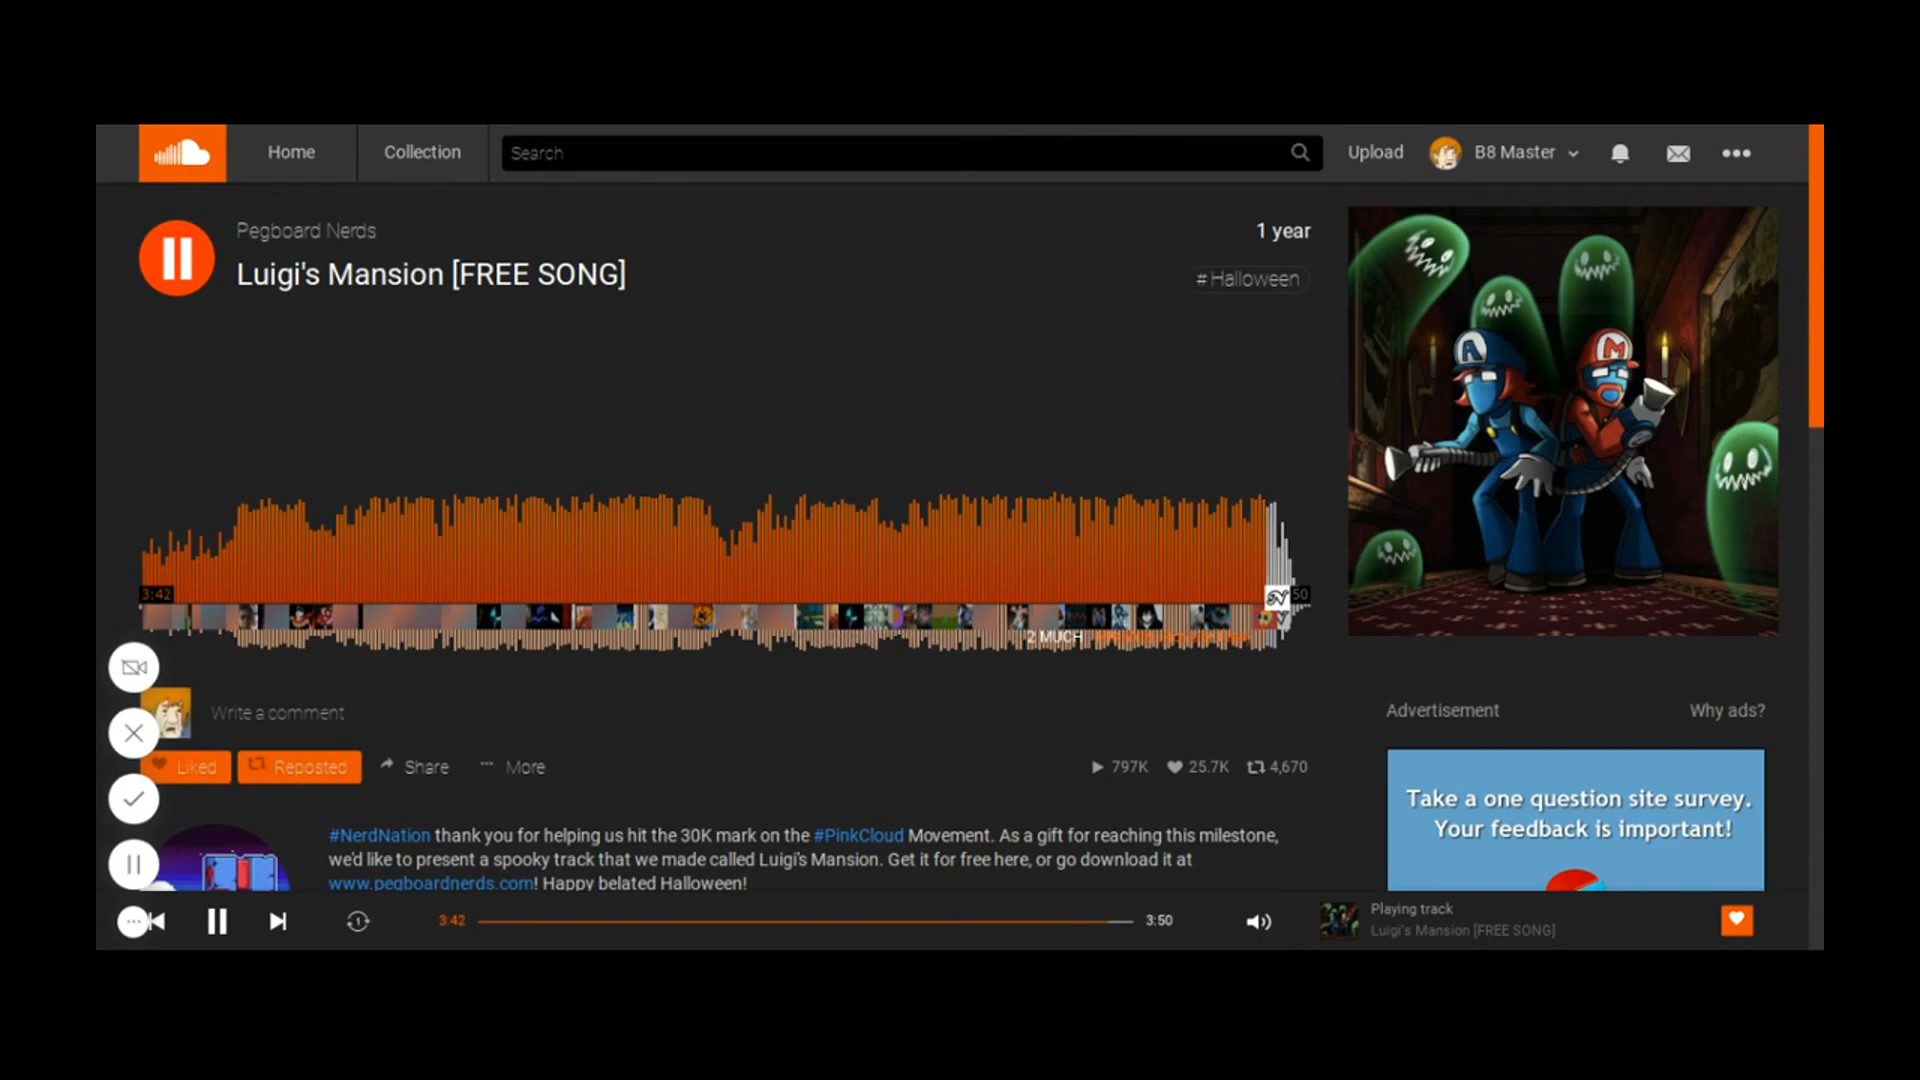 Home
Collection
Search
Upload
B8 Master
Pegboard Nerds
1 year
Luigi's Mansion [FREE SONG]
# Halloween
A
M
3:42
50
2 MUCH
Write a comment
Advertisement
Why ads?
Liked
Reposted
Share
More
797K
25.7K
4,670
Take a one question site survey.
Your feedback is important!
#NerdNation thank you for helping us hit the 30K mark on the #PinkCloud Movement. As a gift for reaching this milestone,
we'd like to present a spooky track that we made called Luigi's Mansion. Get it for free here, or go download it at
www.pegboardnerds.com! Happy belated Halloween!
1
3:42
3:50
Playing track
Luigi's Mansion [FREE SONG]